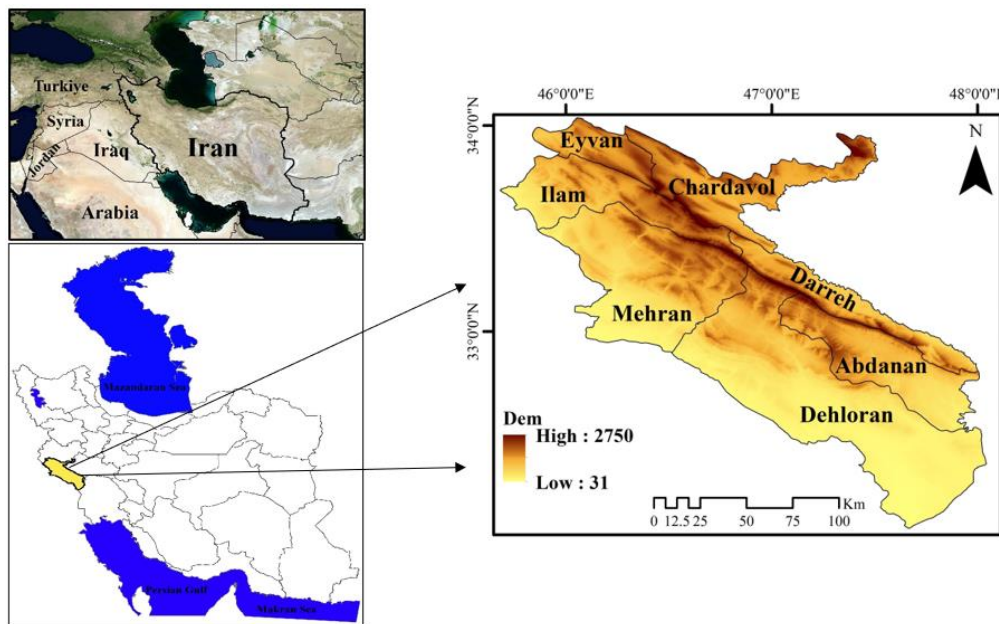 Turkiye
Syria
Jordan
Iraq
Iran
Arabia
Mazandaran Sea
Persian Gulf
Makran Sea
46°0'0"E 47°0'0"E 48°0'0"E
34°0'0"N
33°0'0"N
N
Eyvan
Chardavol
Ilam
Darreh
Mehran
Abdanan
Dehloran
Dem
High : 2750
Low : 31
Km
0 12.5 25 50 75 100